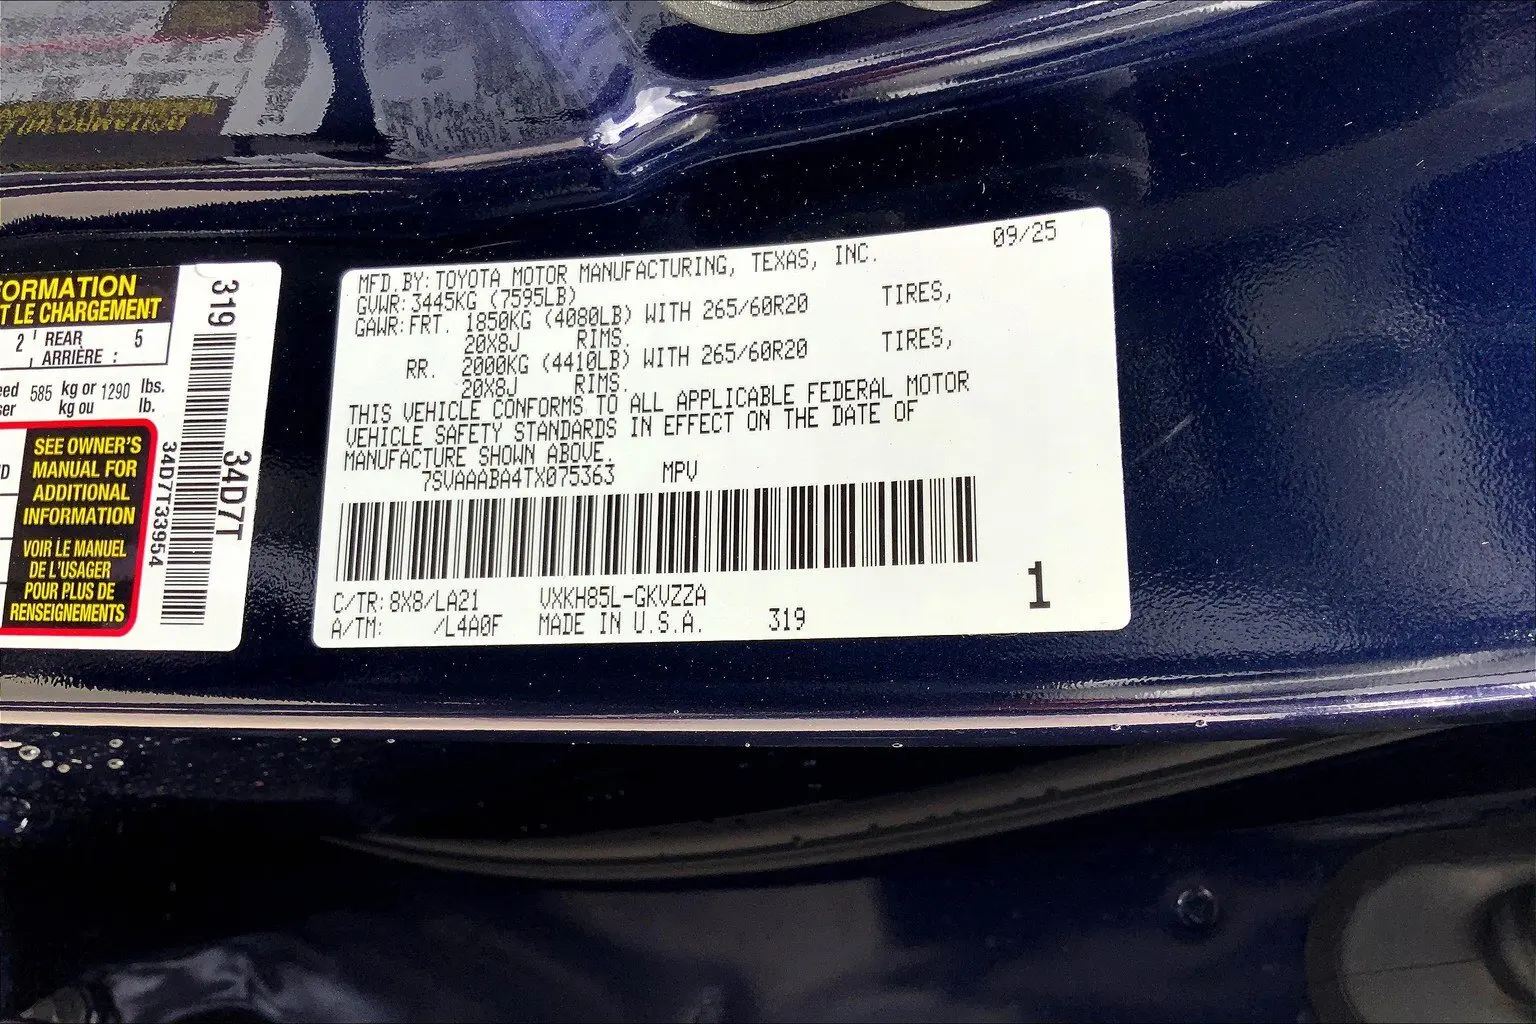 ORMATION
T LE CHARGEMENT
2 REAR 5
ARRIÈRE :
585 kg or 1290 lbs.
kg ou lb.
SEE OWNER'S
MANUAL FOR
ADDITIONAL
INFORMATION
VOIR LE MANUEL
DE L'USAGER
POUR PLUS DE
RENSEIGNEMENTS
319
34D7T
34D7T33954
MFD. BY: TOYOTA MOTOR MANUFACTURING, TEXAS, INC. 09/25
GVWR: 3445KG (7595LB)
GAWR: FRT. 1850KG (4080LB) WITH 265/60R20 TIRES,
20X8J RIMS.
RR. 2000KG (4410LB) WITH 265/60R20 TIRES,
20X8J RIMS.
THIS VEHICLE CONFORMS TO ALL APPLICABLE FEDERAL MOTOR
VEHICLE SAFETY STANDARDS IN EFFECT ON THE DATE OF
MANUFACTURE SHOWN ABOVE.
7SVAAABA4TX075363 MPV
C/TR: 8X8/LA21 VXKH85L-GKVZZA
A/TM: /L4A0F MADE IN U.S.A. 319
1